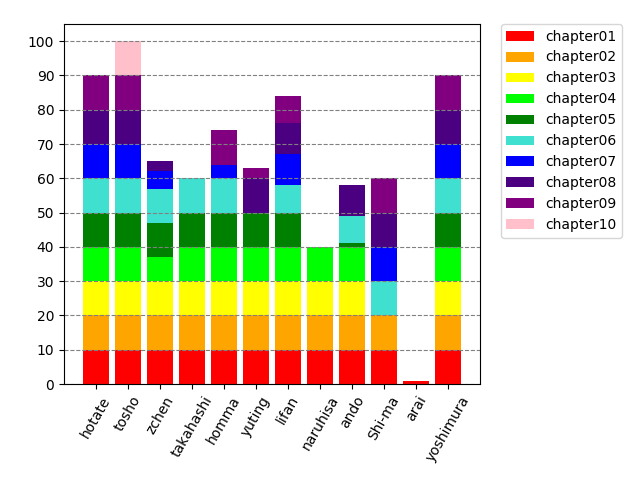 100
90
80
70
60
50
40
30
20
10
0
hotate
tosho
zchen
takahashi
homma
yuting
lifan
naruhisa
ando
Shi-ma
arai
yoshimura
chapter01
chapter02
chapter03
chapter04
chapter05
chapter06
chapter07
chapter08
chapter09
chapter10